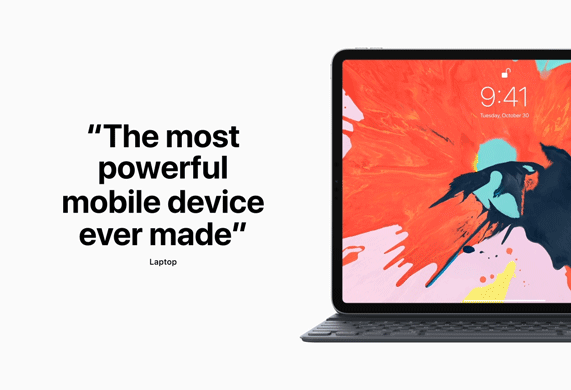 “The most
powerful
mobile device
ever made”
Laptop
9:41
Tuesday, October 30